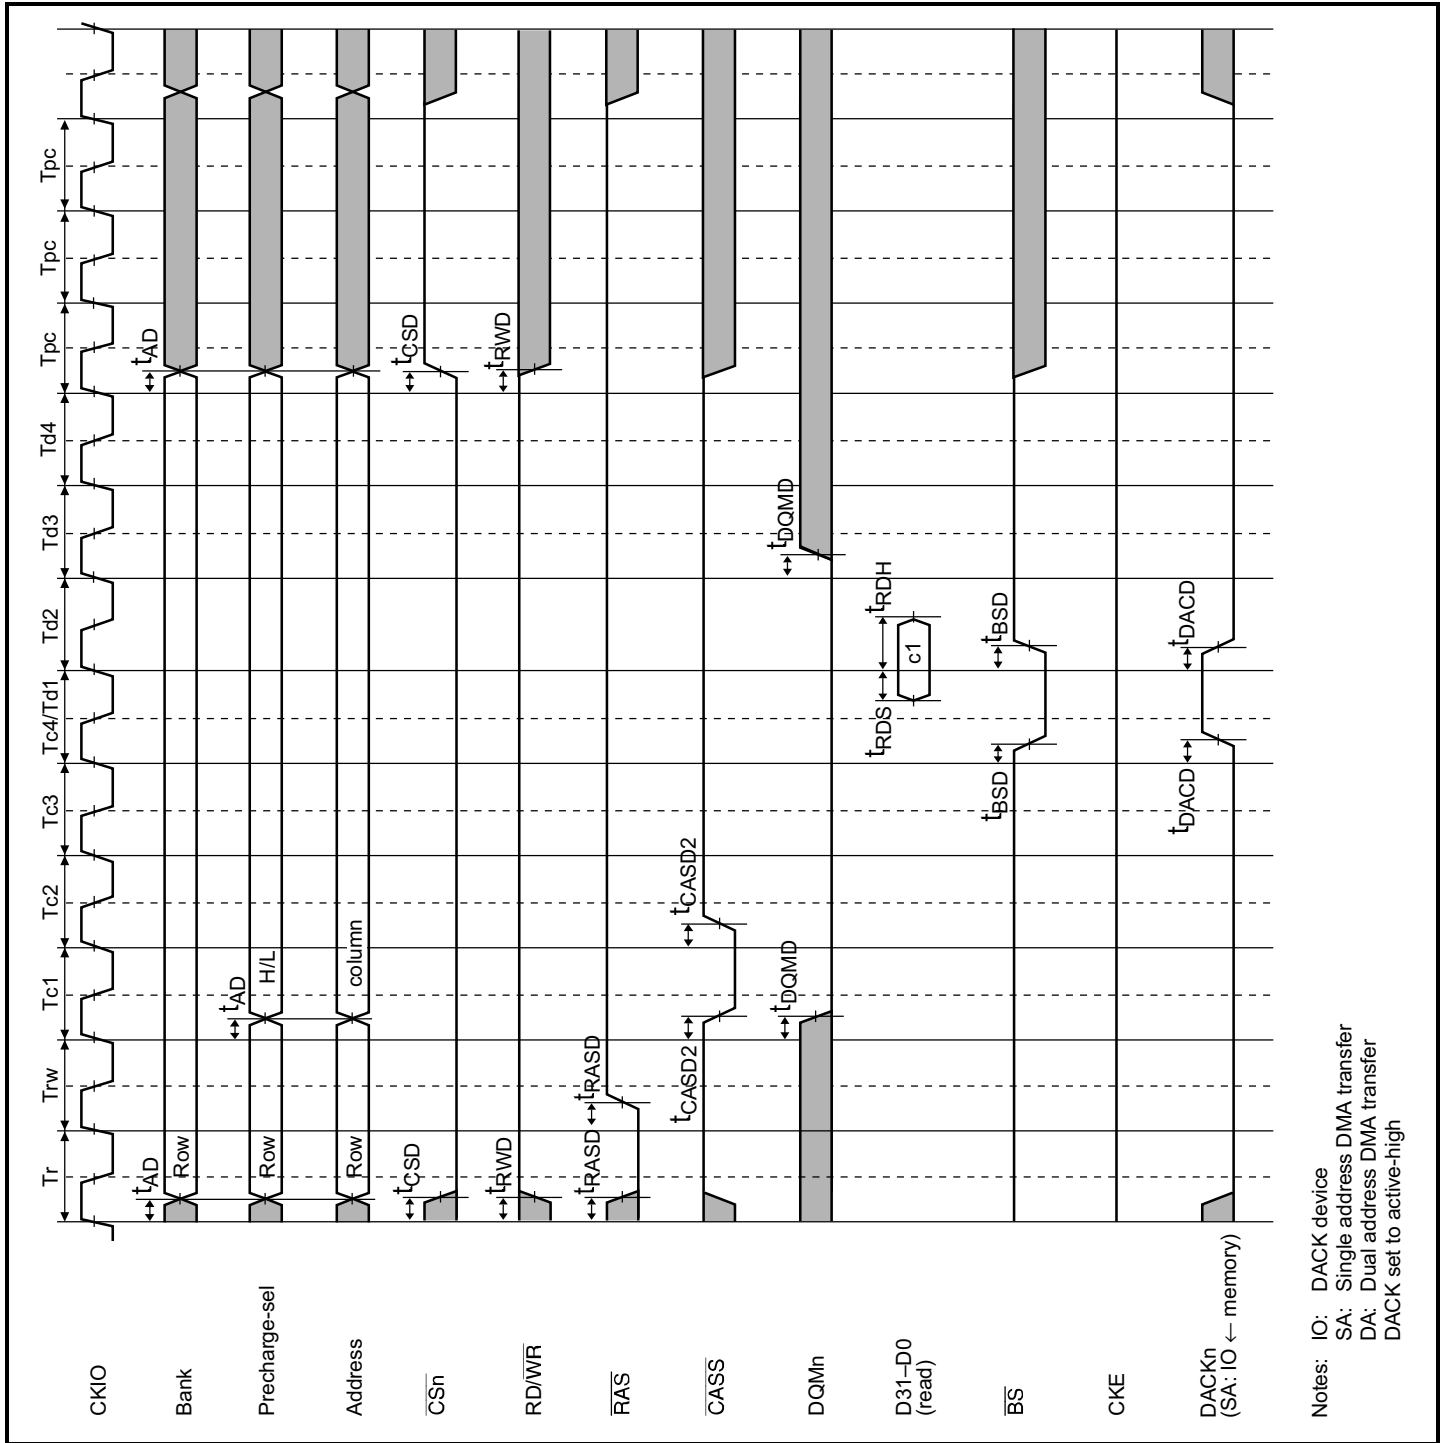 Tr Trw Tc1 Tc2 Tc3 Tc4/Td1 Td2 Td3 Td4 Tpc Tpc Tpc
CKIO
tAD tAD
Bank Row
tAD
Precharge-sel Row H/L
Address Row column
tCSD tCSD
CSn
tRWD tRWD
RD/WR
tRASD tRASD
RAS
tCASD2 tCASD2
CASS
tDQMD tDQMD
DQMn
tRDS tRDH
D31–D0
(read)
c1
tBSD tBSD
BS
CKE
tDACD tDACD
DACKn
(SA: IO ← memory)
Notes: IO: DACK device
SA: Single address DMA transfer
DA: Dual address DMA transfer
DACK set to active-high